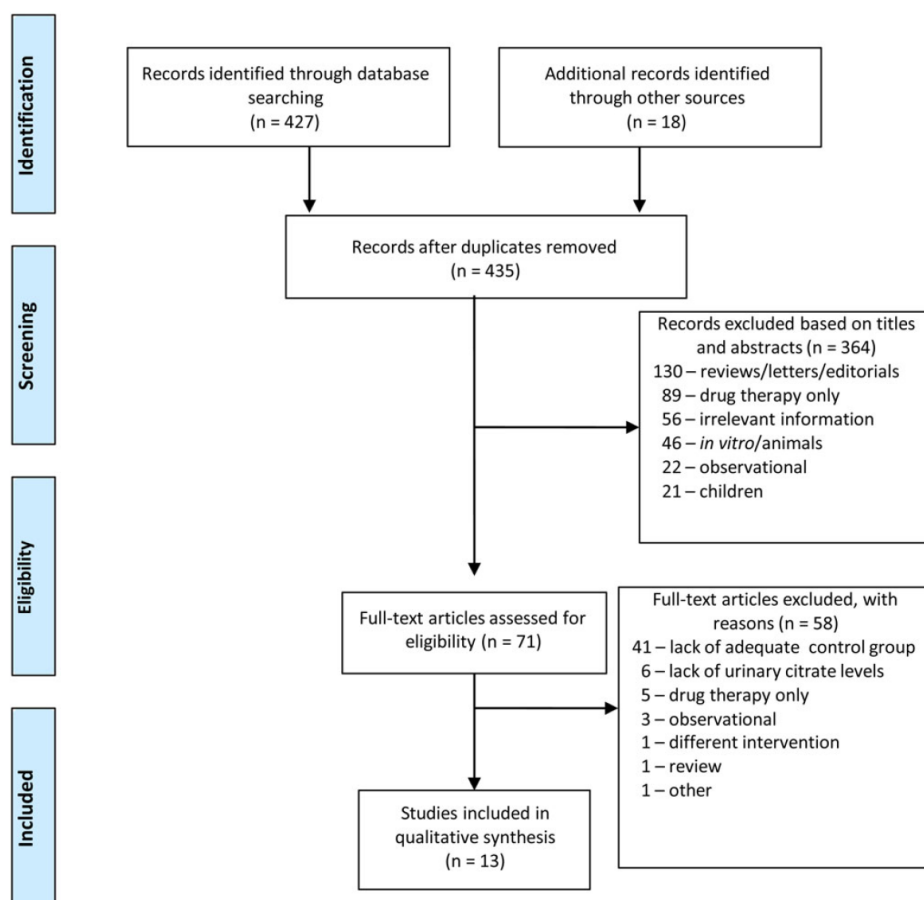 Identification
Records identified through database
searching
(n = 427)
Additional records identified
through other sources
(n = 18)
Records after duplicates removed
(n = 435)
Screening
Records excluded based on titles
and abstracts (n = 364)
130 – reviews/letters/editorials
89 – drug therapy only
56 – irrelevant information
46 – in vitro/animals
22 – observational
21 – children
Eligibility
Full-text articles assessed for
eligibility (n = 71)
Full-text articles excluded, with
reasons (n = 58)
41 – lack of adequate control group
6 – lack of urinary citrate levels
5 – drug therapy only
3 – observational
1 – different intervention
1 – review
1 – other
Included
Studies included in
qualitative synthesis
(n = 13)